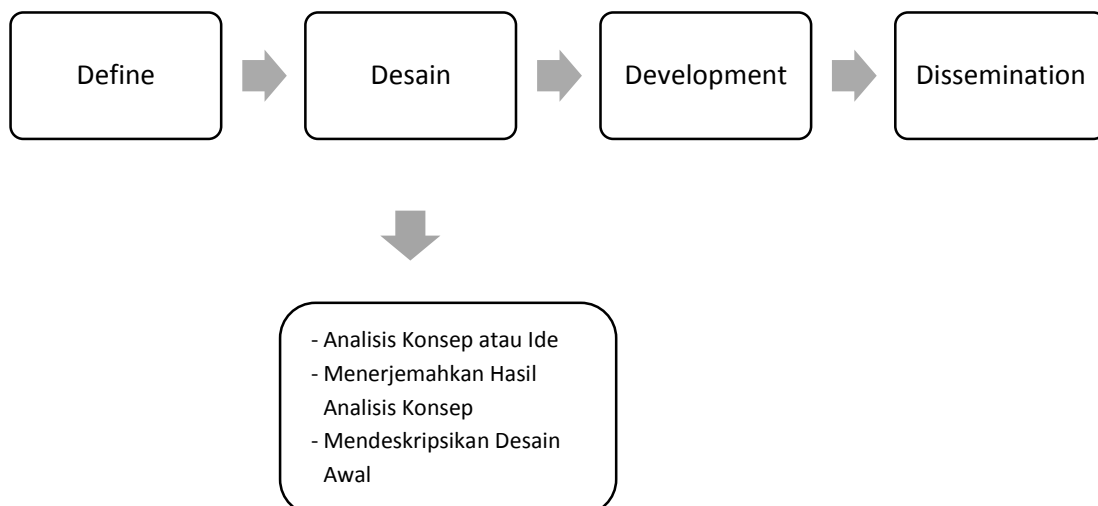 Define
Desain
Development
Dissemination
- Analisis Konsep atau Ide
- Menerjemahkan Hasil
Analisis Konsep
- Mendeskripsikan Desain
Awal